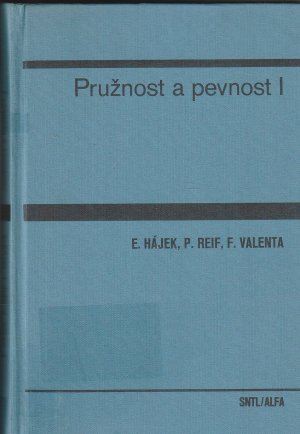 Pružnost a pevnost I
E. HÁJEK, P. REIF, F. VALENTA
SNTL/ALFA